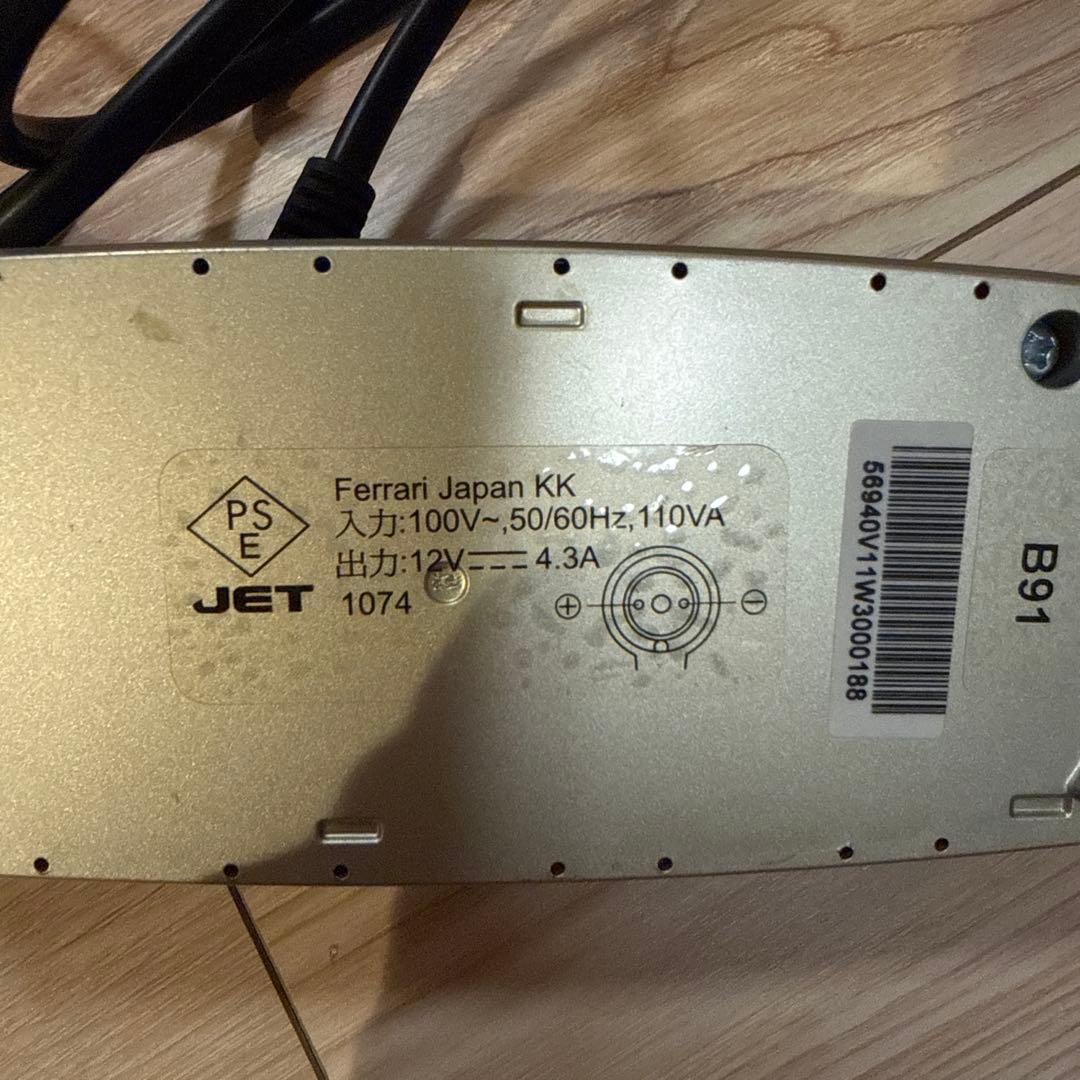 PS
E
JET
Ferrari Japan KK
入力:100V~,50/60Hz,110VA
出力:12V⎓4.3A
1074
⊕
⊖
56940V11W3000188
B91